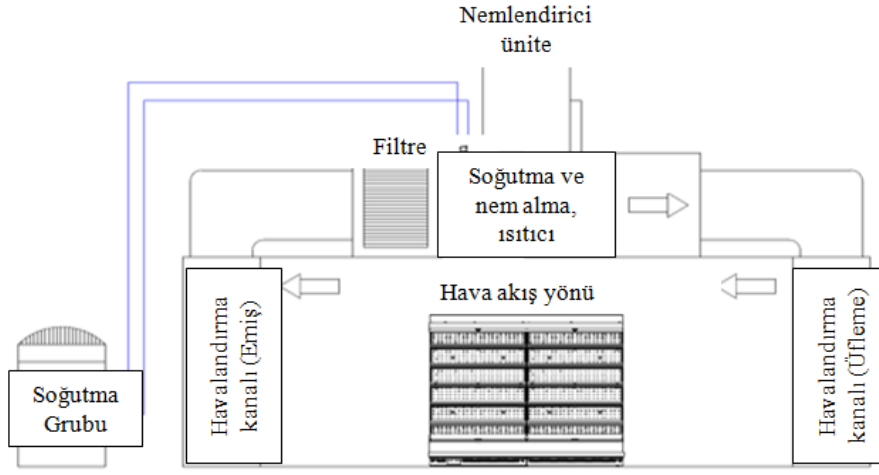 Nemlendirici
ünite
Filtre
Soğutma ve
nem alma,
ısıtıcı
Hava akış yönü
Havalandırma
kanalı (Emiş)
Havalandırma
kanalı (Üfleme)
Soğutma
Grubu